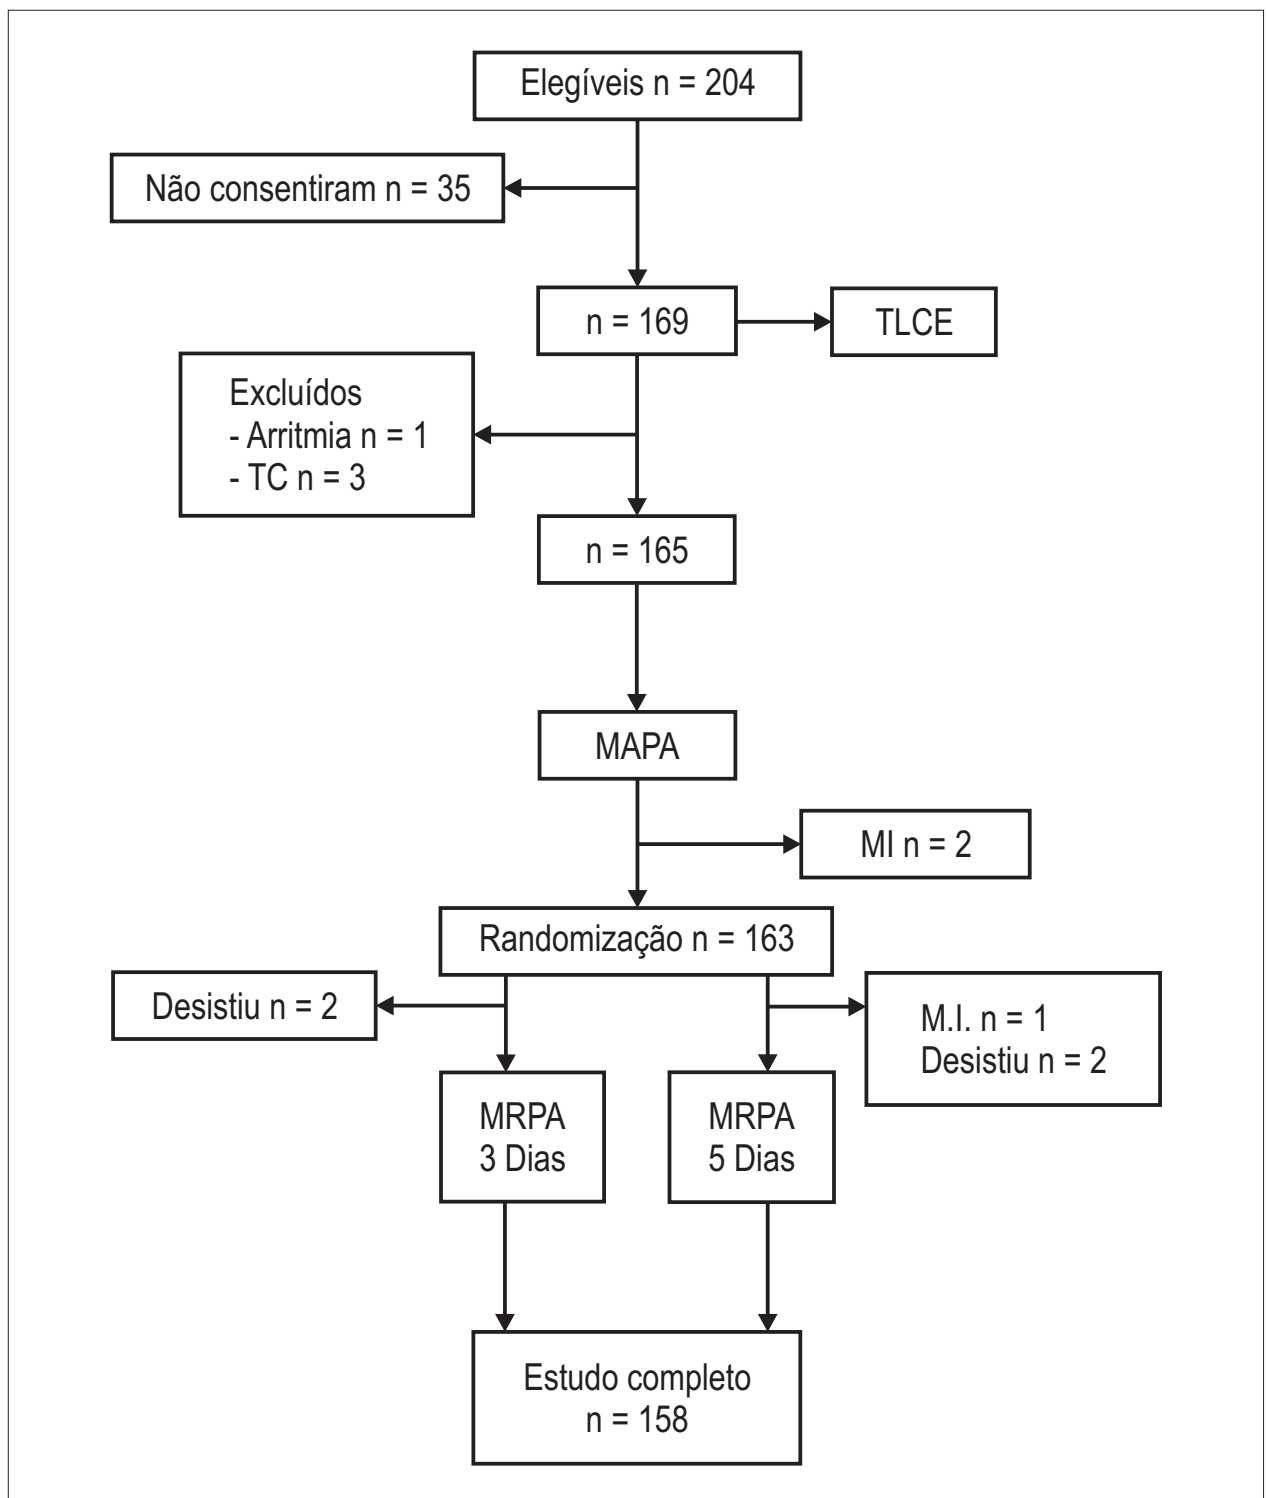 Elegíveis n = 204
Não consentiram n = 35
n = 169
TLCE
Excluídos
- Arritmia n = 1
- TC n = 3
n = 165
MAPA
MI n = 2
Randomização n = 163
Desistiu n = 2
M.I. n = 1
Desistiu n = 2
MRPA
3 Dias
MRPA
5 Dias
Estudo completo
n = 158